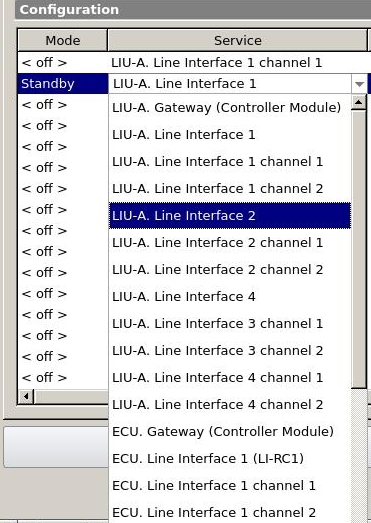 Configuration
Mode Service
< off > LIU-A. Line Interface 1 channel 1
Standby LIU-A. Line Interface 1
< off > LIU-A. Gateway (Controller Module)
< off > LIU-A. Line Interface 1
< off > LIU-A. Line Interface 1 channel 1
< off > LIU-A. Line Interface 1 channel 2
< off > LIU-A. Line Interface 2
< off > LIU-A. Line Interface 2 channel 1
< off > LIU-A. Line Interface 2 channel 2
< off > LIU-A. Line Interface 4
< off > LIU-A. Line Interface 3 channel 1
< off > LIU-A. Line Interface 3 channel 2
< off > LIU-A. Line Interface 4 channel 1
< off > LIU-A. Line Interface 4 channel 2
< off > ECU. Gateway (Controller Module)
< off > ECU. Line Interface 1 (LI-RC1)
ECU. Line Interface 1 channel 1
ECU. Line Interface 1 channel 2